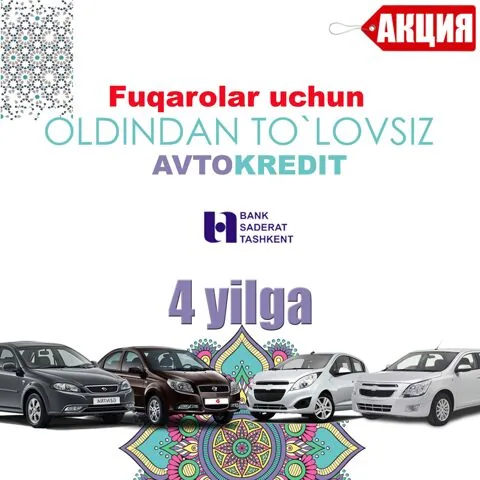 АКЦИЯ
Fuqarolar uchun
OLDINDAN TO`LOVSIZ
AVTOKREDIT
BANK
SADERAT
TASHKENT
4 yilga